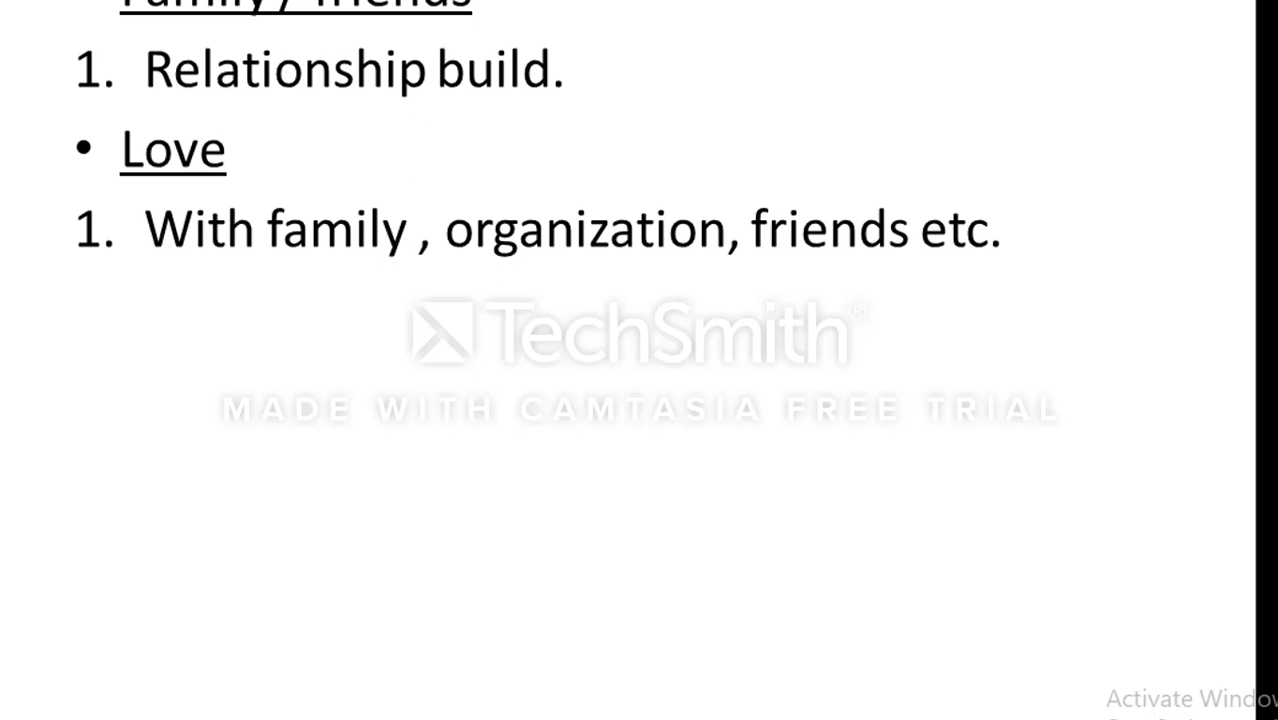 Family / friends
1. Relationship build.
• Love
1. With family , organization, friends etc.
TechSmith®
MADE WITH CAMTASIA FREE TRIAL
Activate Window